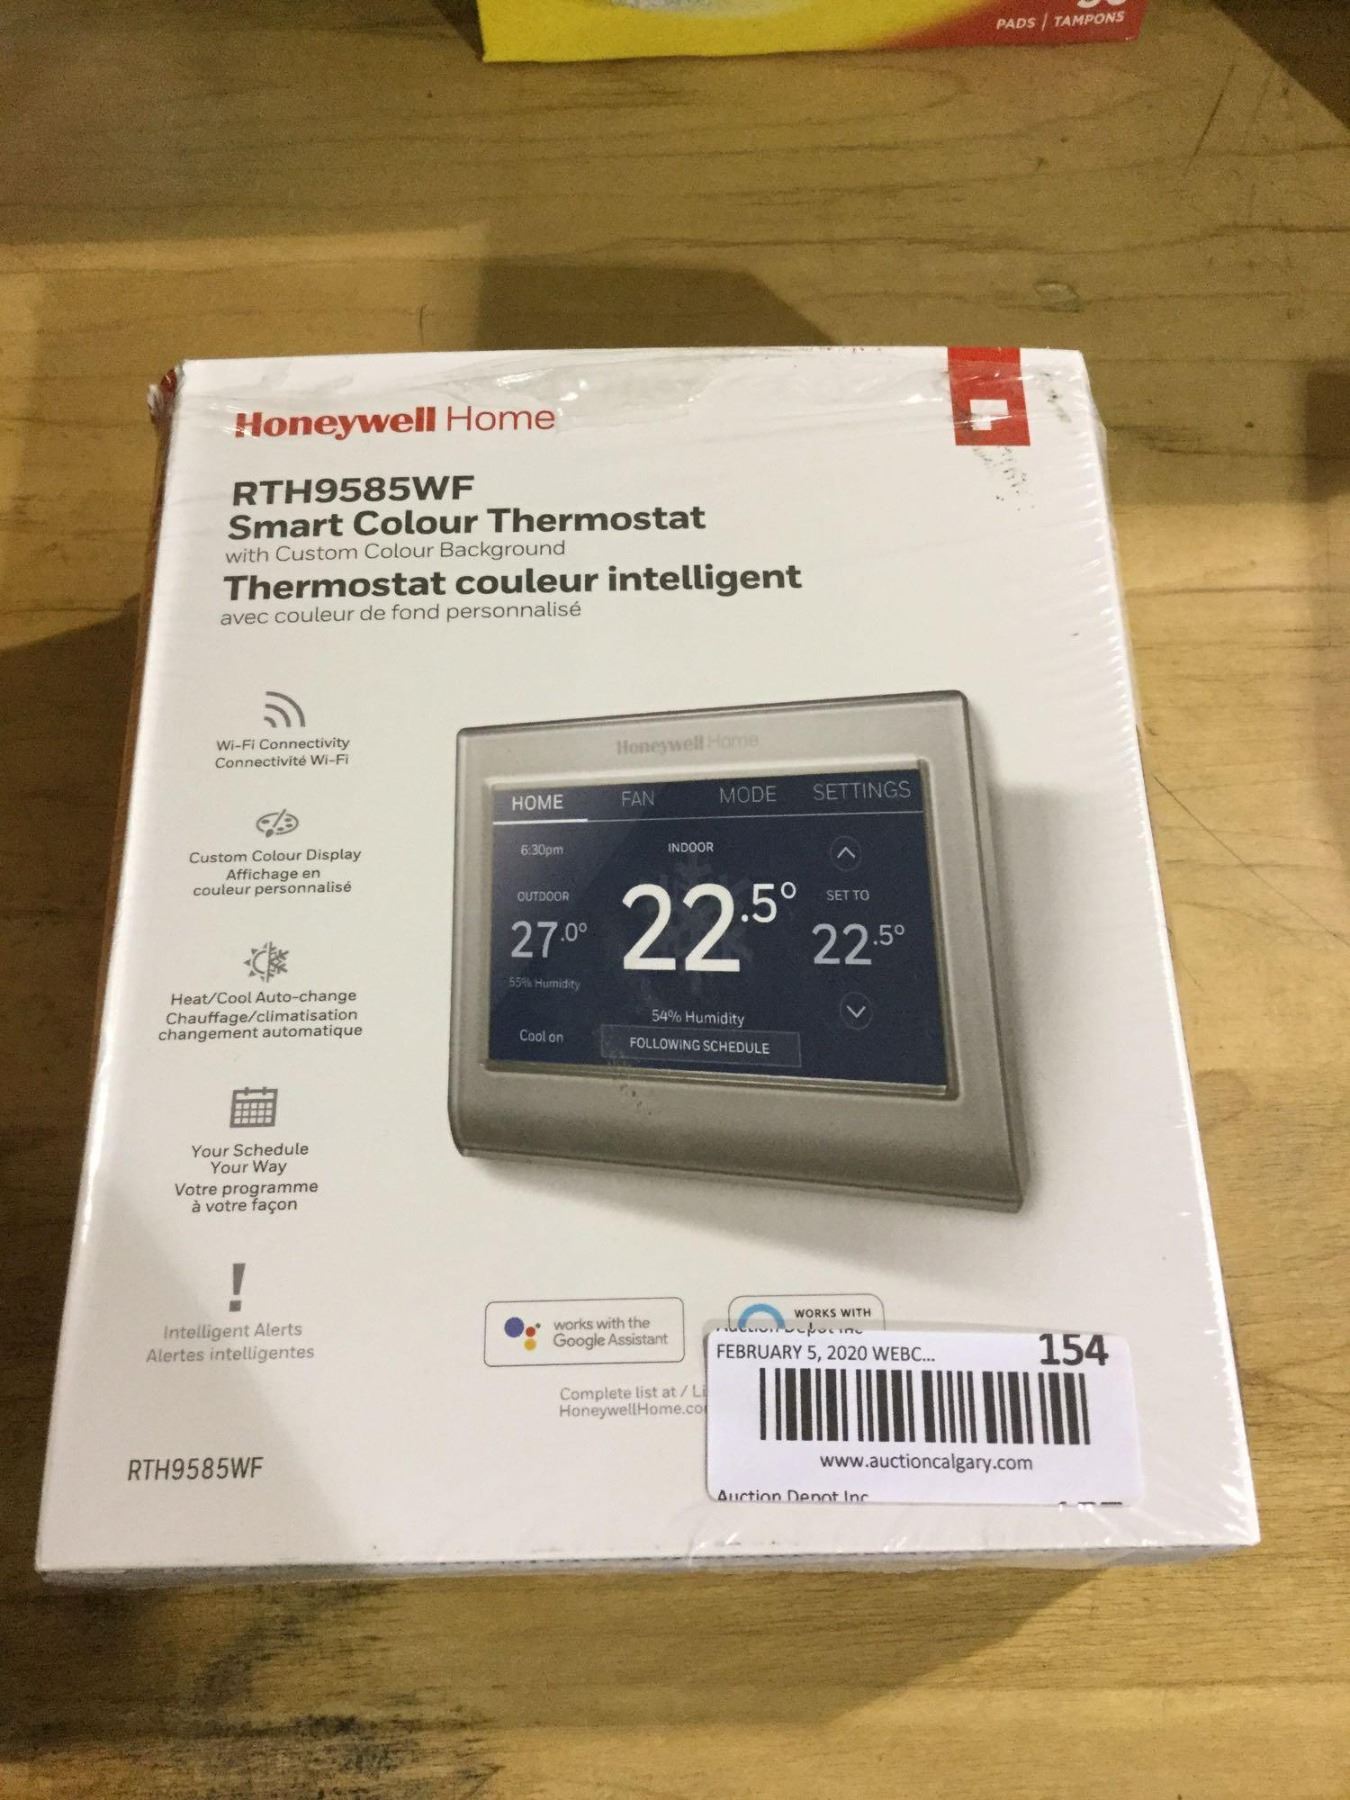 PADS | TAMPONS
Honeywell Home
RTH9585WF
Smart Colour Thermostat
with Custom Colour Background
Thermostat couleur intelligent
avec couleur de fond personnalisé
Wi-Fi Connectivity
Connectivité Wi-Fi
Custom Colour Display
Affichage en
couleur personnalisé
Heat/Cool Auto-change
Chauffage/climatisation
changement automatique
Your Schedule
Your Way
Votre programme
à votre façon
!
Intelligent Alerts
Alertes intelligentes
RTH9585WF
Honeywell Home
HOME FAN MODE SETTINGS
6:30pm INDOOR
OUTDOOR SET TO
27.0° 22.5° 22.5°
55% Humidity
54% Humidity
Cool on FOLLOWING SCHEDULE
works with the
Google Assistant
WORKS WITH
Complete list at /
HoneywellHome.co
Auction Depot Inc
FEBRUARY 5, 2020 WEBC... 154
www.auctioncalgary.com
Auction Depot Inc